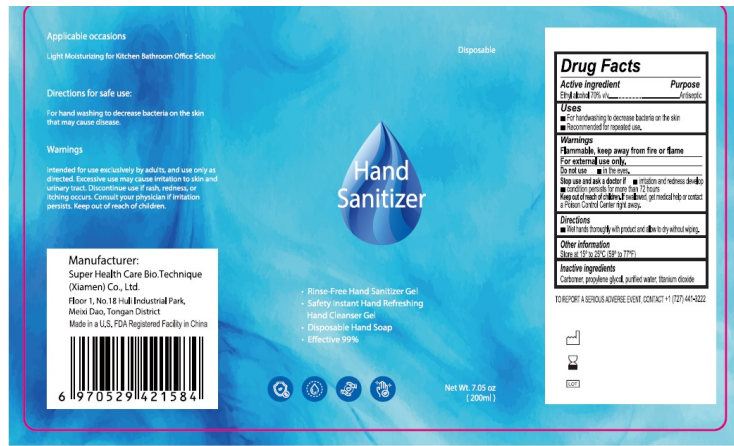 Applicable occasions
Light Moisturizing for Kitchen Bathroom Office School
Directions for safe use:
For hand washing to decrease bacteria on the skin
that may cause disease.
Warnings
Intended for use exclusively by adults, and use only as
directed. Excessive use may cause irritation to skin and
urinary tract. Discontinue use if rash, redness, or
itching occurs. Consult your physician if irritation
persists. Keep out of reach of children.
Manufacturer:
Super Health Care Bio.Technique
(Xiamen) Co., Ltd.
Floor 1, No.18 Huli Industrial Park,
Meixi Dao, Tongan District
Made in a U.S. FDA Registered Facility in China
6 970529 421584
Disposable
Hand
Sanitizer
• Rinse-Free Hand Sanitizer Gel
• Safety Instant Hand Refreshing
Hand Cleanser Gel
• Disposable Hand Soap
• Effective 99%
Net Wt. 7.05 oz
( 200ml )
Drug Facts
Active ingredient Purpose
Ethyl alcohol 70% v/v Antiseptic
Uses
■ For handwashing to decrease bacteria on the skin
■ Recommended for repeated use.
Warnings
Flammable, keep away from fire or flame
For external use only.
Do not use ■ in the eyes.
Stop use and ask a doctor if ■ irritation and redness develop
■ condition persists for more than 72 hours
Keep out of reach of children. If swallowed, get medical help or contact
a Poison Control Center right away.
Directions
■ Wet hands thoroughly with product and allow to dry without wiping.
Other information
Store at 15º to 25ºC (59º to 77ºF)
Inactive ingredients
Carbomer, propylene glycol, purified water, titanium dioxide
TO REPORT A SERIOUS ADVERSE EVENT, CONTACT +1 (727) 441-3222
LOT